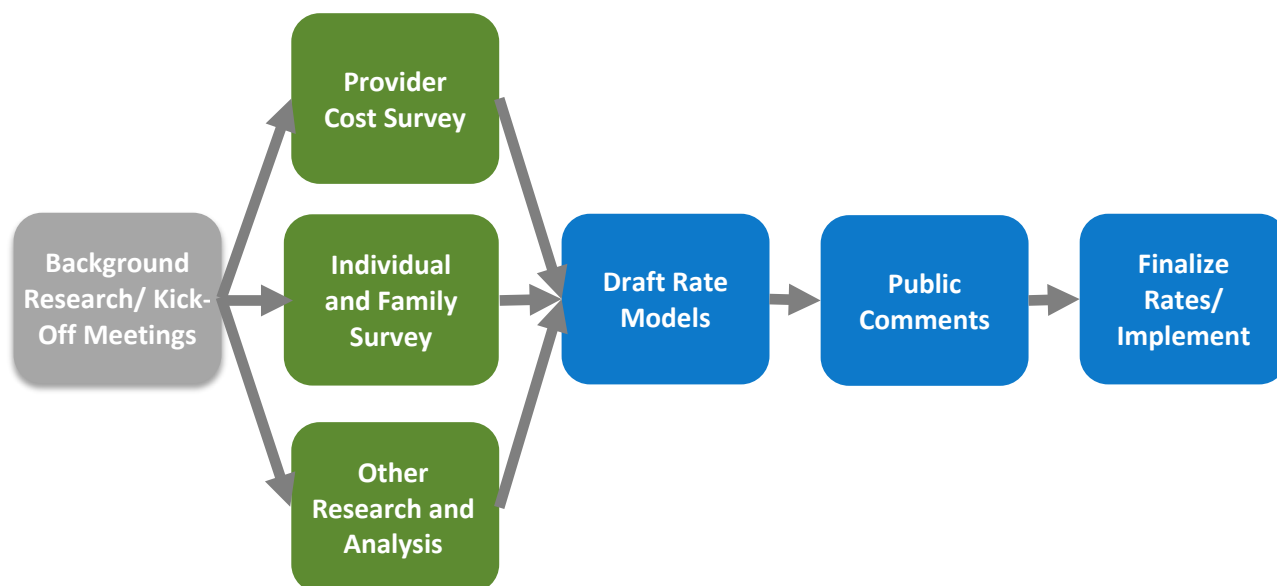 Provider
Cost Survey
Background
Research/ Kick-
Off Meetings
Individual
and Family
Survey
Other
Research and
Analysis
Draft Rate
Models
Public
Comments
Finalize
Rates/
Implement